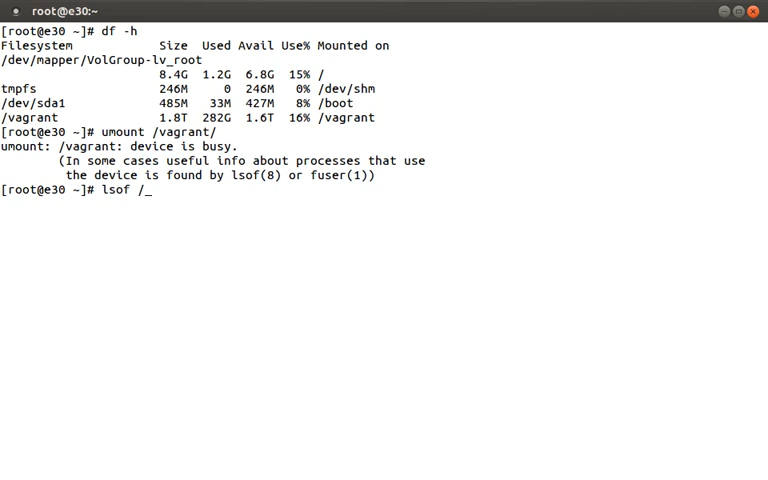 root@e30:~
[root@e30 ~]# df -h
Filesystem            Size  Used Avail Use% Mounted on
/dev/mapper/VolGroup-lv_root
                      8.4G  1.2G  6.8G  15% /
tmpfs                 246M     0  246M   0% /dev/shm
/dev/sda1             485M   33M  427M   8% /boot
/vagrant              1.8T  282G  1.6T  16% /vagrant
[root@e30 ~]# umount /vagrant/
umount: /vagrant: device is busy.
        (In some cases useful info about processes that use
         the device is found by lsof(8) or fuser(1))
[root@e30 ~]# lsof /_